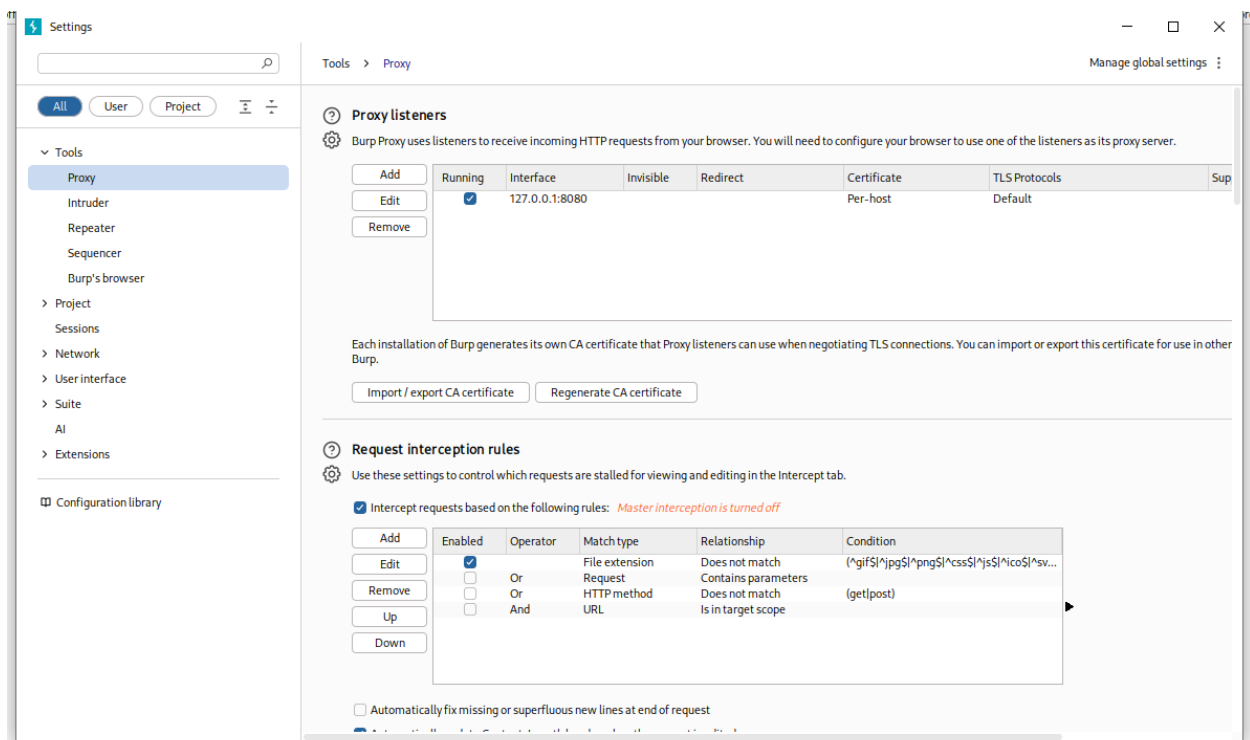 Settings
Tools > Proxy
Manage global settings
All User Project
Tools
Proxy
Intruder
Repeater
Sequencer
Burp's browser
Project
Sessions
Network
User interface
Suite
AI
Extensions
Configuration library
Proxy listeners
Burp Proxy uses listeners to receive incoming HTTP requests from your browser. You will need to configure your browser to use one of the listeners as its proxy server.
Add
Edit
Remove
Running Interface Invisible Redirect Certificate TLS Protocols Sup
127.0.0.1:8080 Per-host Default
Each installation of Burp generates its own CA certificate that Proxy listeners can use when negotiating TLS connections. You can import or export this certificate for use in other
Burp.
Import / export CA certificate Regenerate CA certificate
Request interception rules
Use these settings to control which requests are stalled for viewing and editing in the Intercept tab.
Intercept requests based on the following rules: Master interception is turned off
Add
Edit
Remove
Up
Down
Enabled Operator Match type Relationship Condition
File extension Does not match (^gif$|^jpg$|^png$|^css$|^js$|^ico$|^sv...
Or Request Contains parameters
Or HTTP method Does not match (get|post)
And URL Is in target scope
Automatically fix missing or superfluous new lines at end of request